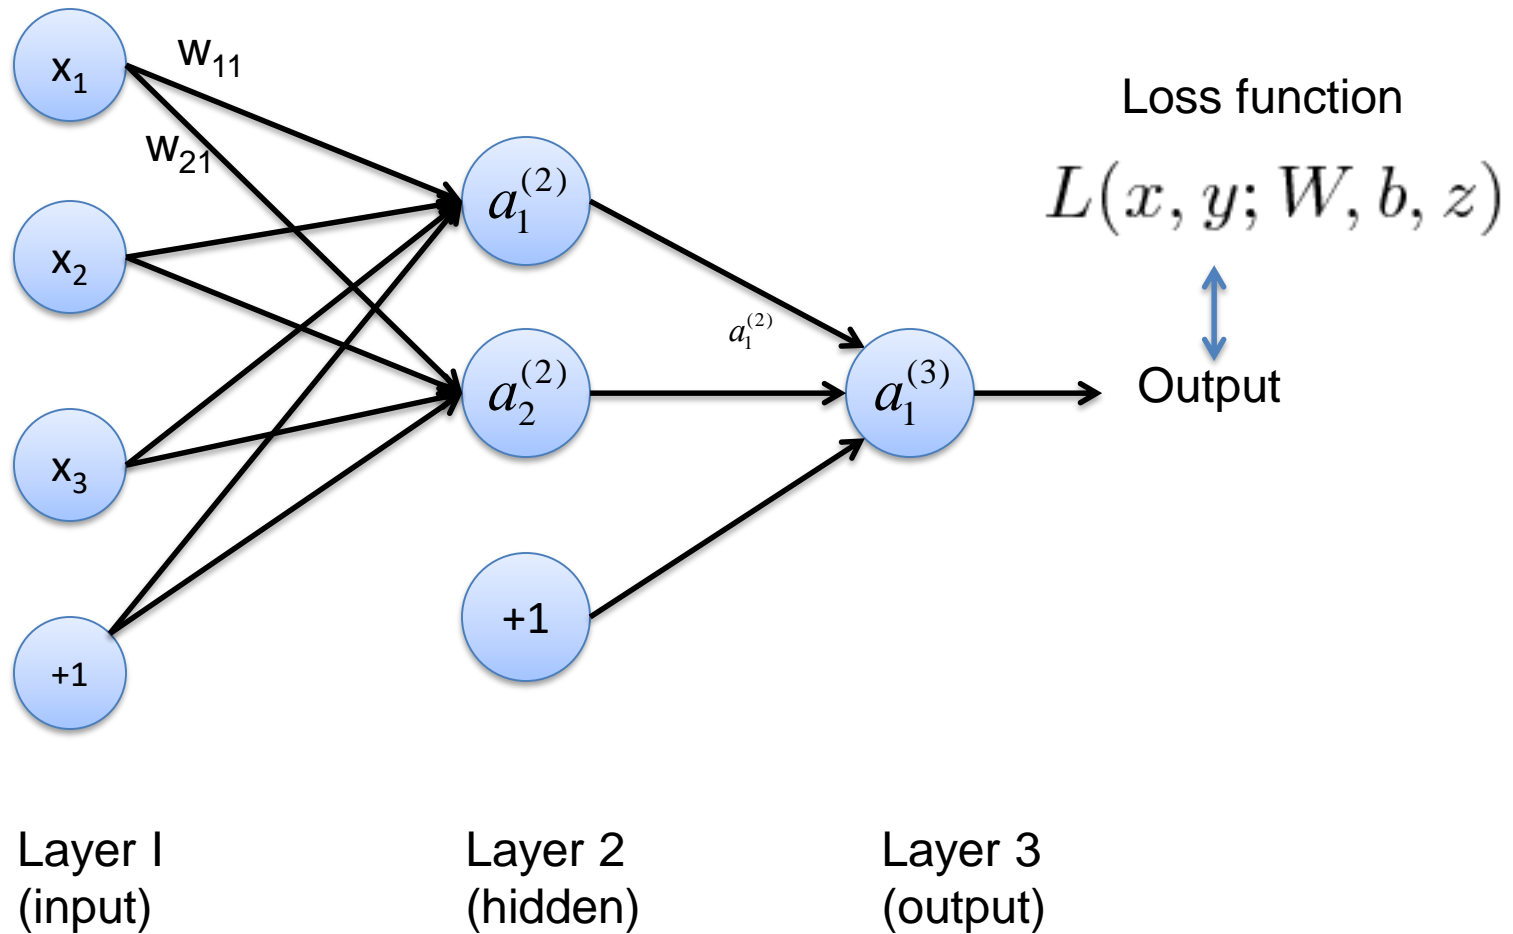 x₁
w₁₁
w₂₁
x₂
x₃
+1
a₁⁽²⁾
a₂⁽²⁾
+1
a₁⁽²⁾
a₁⁽³⁾
Loss function
L(x, y; W, b, z)
Output
Layer I
(input)
Layer 2
(hidden)
Layer 3
(output)